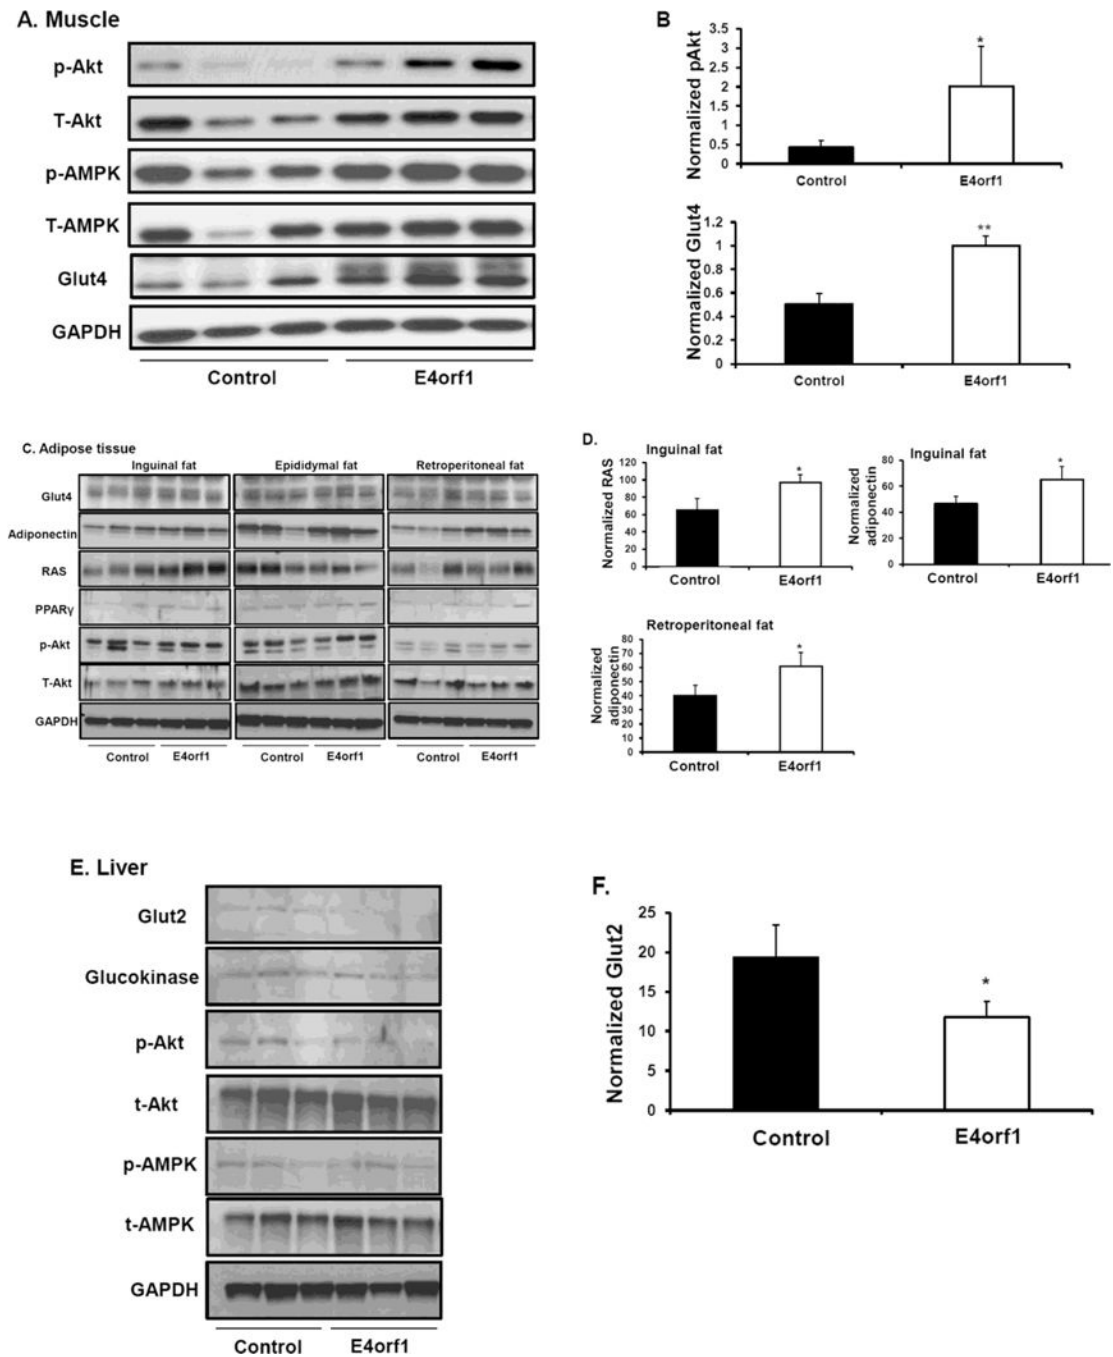 A. Muscle
p-Akt
T-Akt
p-AMPK
T-AMPK
Glut4
GAPDH
Control E4orf1
B
Normalized pAkt
3.5
3
2.5
2
1.5
1
0.5
0
*
Control E4orf1
Normalized Glut4
1.2
1
0.8
0.6
0.4
0.2
0
**
Control E4orf1
C. Adipose tissue
Inguinal fat Epididymal fat Retroperitoneal fat
Glut4
Adiponectin
RAS
PPARγ
p-Akt
T-Akt
GAPDH
Control E4orf1 Control E4orf1 Control E4orf1
D.
Inguinal fat
Normalized RAS
120
100
80
60
40
20
0
*
Control E4orf1
Inguinal fat
Normalized
adiponectin
80
60
40
20
0
*
Control E4orf1
Retroperitoneal fat
Normalized
adiponectin
80
70
60
50
40
30
20
10
0
*
Control E4orf1
E. Liver
Glut2
Glucokinase
p-Akt
t-Akt
p-AMPK
t-AMPK
GAPDH
Control E4orf1
F.
Normalized Glut2
25
20
15
10
5
0
*
Control E4orf1